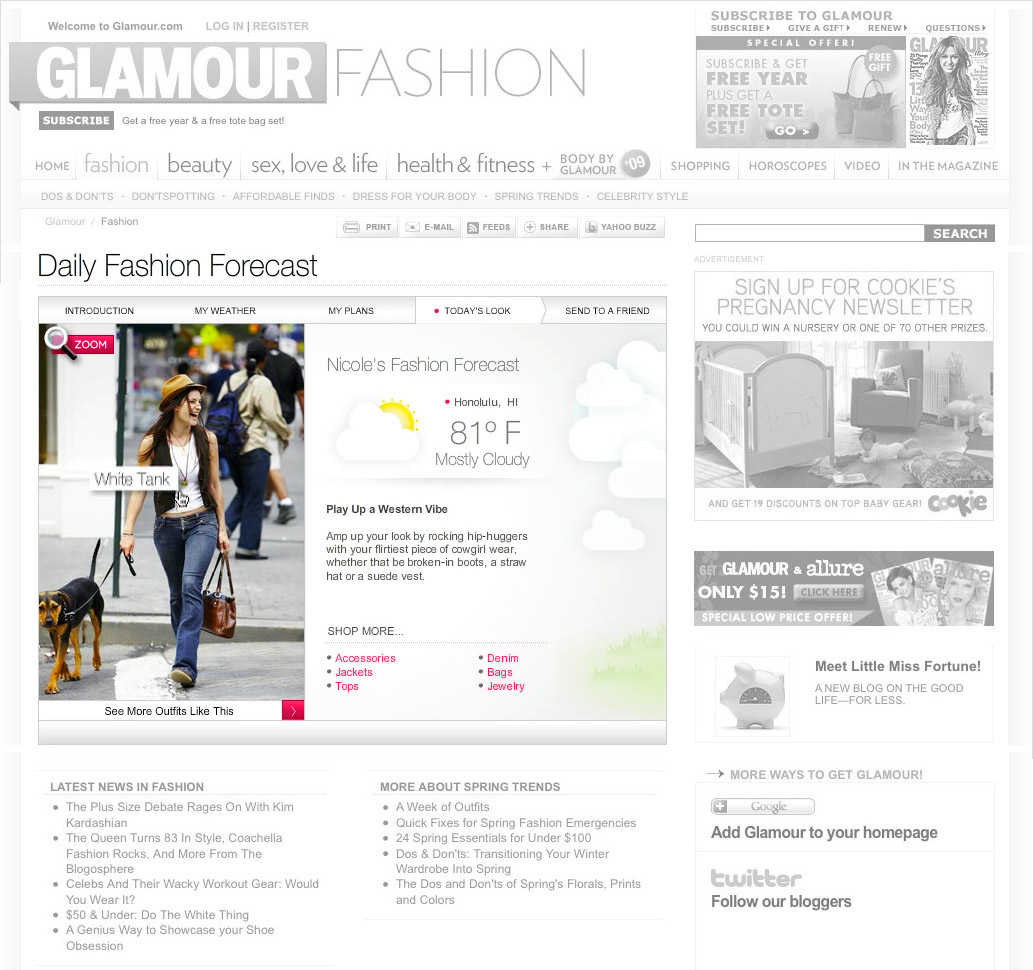 Welcome to Glamour.com LOG IN | REGISTER
GLAMOUR FASHION
SUBSCRIBE Get a free year & a free tote bag set!
SUBSCRIBE TO GLAMOUR
SUBSCRIBE GIVE A GIFT RENEW QUESTIONS
SPECIAL OFFER!
SUBSCRIBE & GET
FREE YEAR
PLUS GET A
FREE TOTE
SET!
GO >
FREE
GIFT
HOME fashion beauty sex, love & life health & fitness + BODY BY GLAMOUR '09 SHOPPING HOROSCOPES VIDEO IN THE MAGAZINE
DOS & DON'TS · DON'TSPOTTING · AFFORDABLE FINDS · DRESS FOR YOUR BODY · SPRING TRENDS · CELEBRITY STYLE
Glamour / Fashion
PRINT E-MAIL FEEDS SHARE YAHOO BUZZ
SEARCH
Daily Fashion Forecast
INTRODUCTION MY WEATHER MY PLANS • TODAY'S LOOK SEND TO A FRIEND
ZOOM
White Tank
See More Outfits Like This
Nicole's Fashion Forecast
• Honolulu, HI
81° F
Mostly Cloudy
Play Up a Western Vibe
Amp up your look by rocking hip-huggers
with your flirtiest piece of cowgirl wear,
whether that be broken-in boots, a straw
hat or a suede vest.
SHOP MORE...
• Accessories
• Jackets
• Tops
• Denim
• Bags
• Jewelry
ADVERTISEMENT
SIGN UP FOR COOKIE'S
PREGNANCY NEWSLETTER
YOU COULD WIN A NURSERY OR ONE OF 70 OTHER PRIZES.
AND GET 19 DISCOUNTS ON TOP BABY GEAR! cookie
GET GLAMOUR & allure
ONLY $15! CLICK HERE
SPECIAL LOW PRICE OFFER!
Meet Little Miss Fortune!
A NEW BLOG ON THE GOOD
LIFE—FOR LESS.
LATEST NEWS IN FASHION
• The Plus Size Debate Rages On With Kim
Kardashian
• The Queen Turns 83 In Style, Coachella
Fashion Rocks, And More From The
Blogosphere
• Celebs And Their Wacky Workout Gear: Would
You Wear It?
• $50 & Under: Do The White Thing
• A Genius Way to Showcase your Shoe
Obsession
MORE ABOUT SPRING TRENDS
• A Week of Outfits
• Quick Fixes for Spring Fashion Emergencies
• 24 Spring Essentials for Under $100
• Dos & Don'ts: Transitioning Your Winter
Wardrobe Into Spring
• The Dos and Don'ts of Spring's Florals, Prints
and Colors
MORE WAYS TO GET GLAMOUR!
Google
Add Glamour to your homepage
twitter
Follow our bloggers